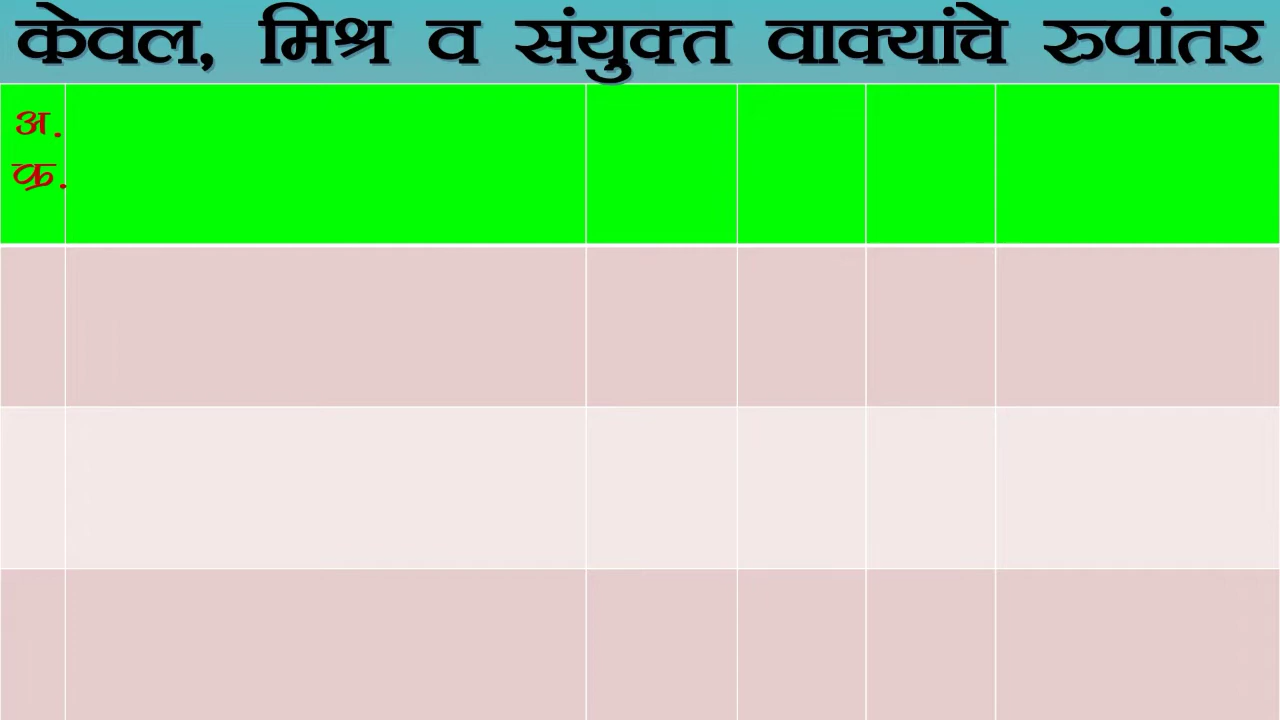 केवल, मिश्र व संयुक्त वाक्यांचे रुपांतर
अ.
क्र.